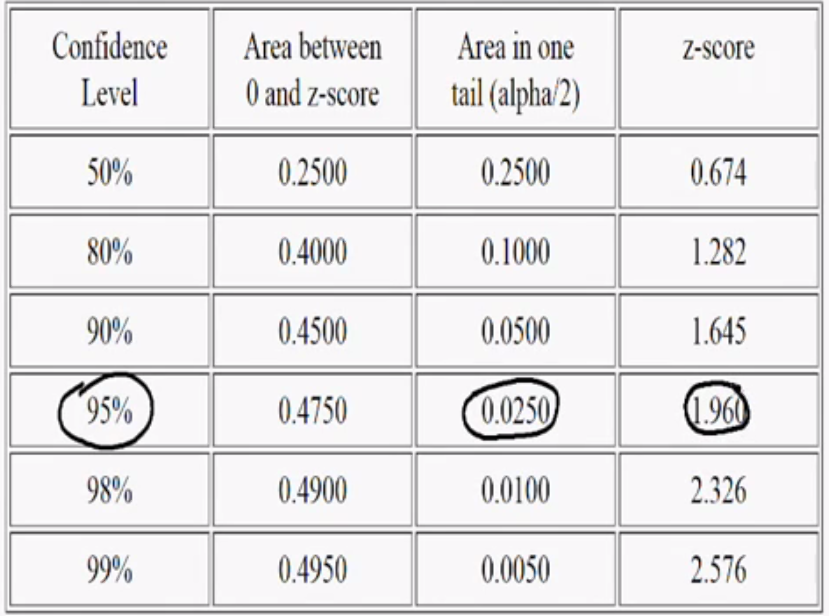 Confidence Level | Area between 0 and z-score | Area in one tail (alpha/2) | z-score
50% | 0.2500 | 0.2500 | 0.674
80% | 0.4000 | 0.1000 | 1.282
90% | 0.4500 | 0.0500 | 1.645
95% | 0.4750 | 0.0250 | 1.960
98% | 0.4900 | 0.0100 | 2.326
99% | 0.4950 | 0.0050 | 2.576